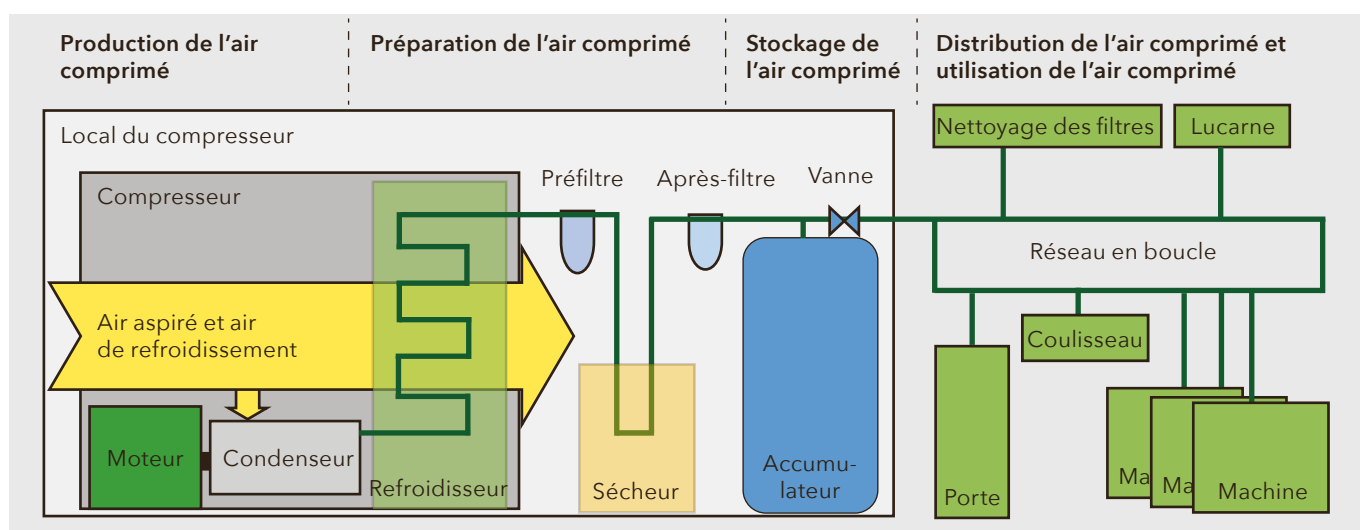 Production de l’air
comprimé
Préparation de l’air comprimé
Stockage de
l’air comprimé
Distribution de l’air comprimé et
utilisation de l’air comprimé
Local du compresseur
Nettoyage des filtres
Lucarne
Compresseur
Préfiltre
Après-filtre
Vanne
Réseau en boucle
Air aspiré et air
de refroidissement
Coulisseau
Moteur
Condenseur
Refroidisseur
Sécheur
Accumu-
lateur
Porte
Ma
Ma
Machine